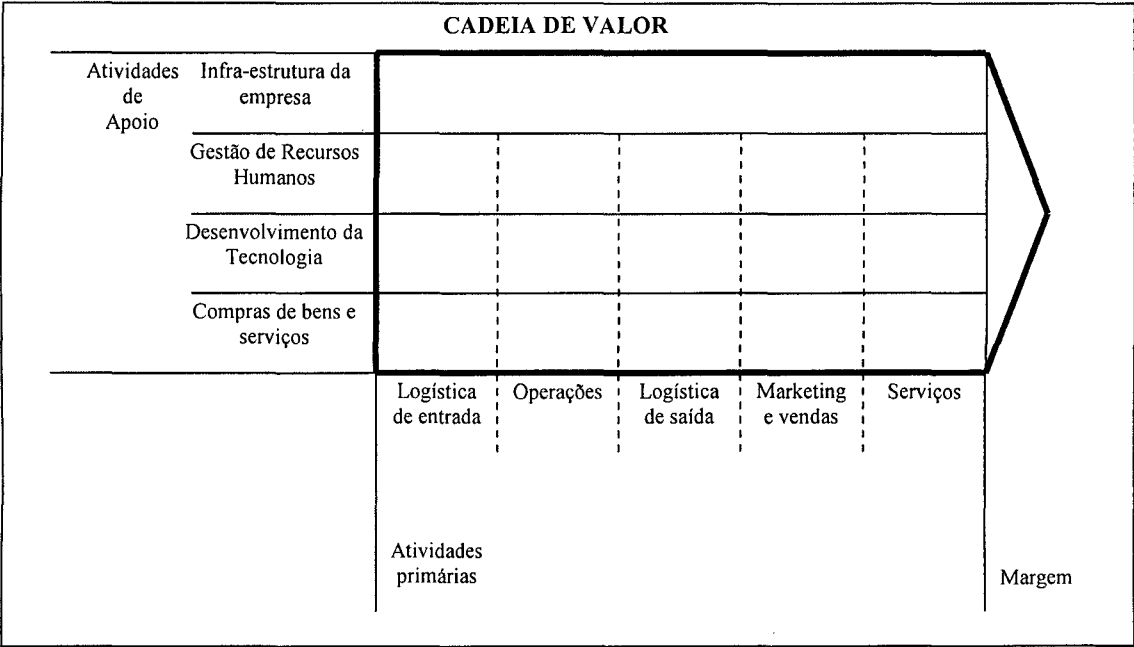 CADEIA DE VALOR
Atividades
de
Apoio
Infra-estrutura da
empresa
Gestão de Recursos
Humanos
Desenvolvimento da
Tecnologia
Compras de bens e
serviços
Logística
de entrada
Operações
Logística
de saída
Marketing
e vendas
Serviços
Atividades
primárias
Margem